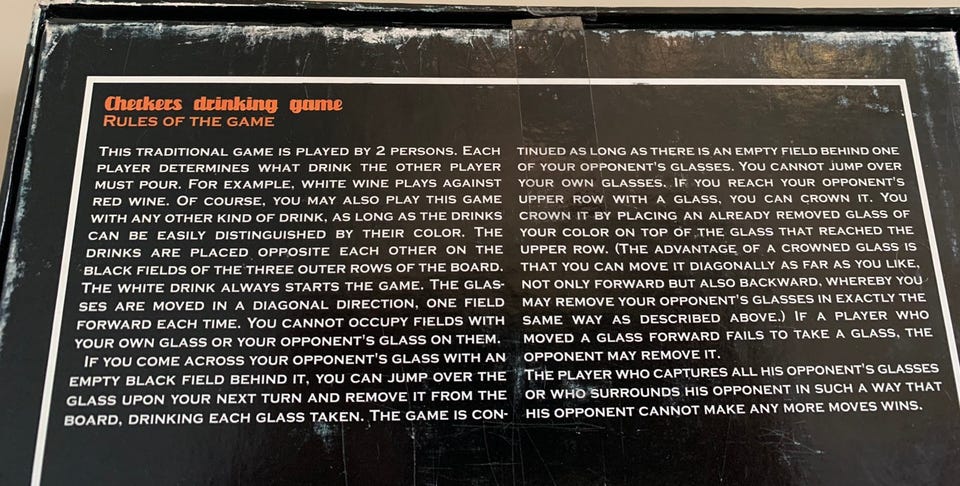 Checkers drinking game
RULES OF THE GAME
THIS TRADITIONAL GAME IS PLAYED BY 2 PERSONS. EACH
PLAYER DETERMINES WHAT DRINK THE OTHER PLAYER
MUST POUR. FOR EXAMPLE, WHITE WINE PLAYS AGAINST
RED WINE. OF COURSE, YOU MAY ALSO PLAY THIS GAME
WITH ANY OTHER KIND OF DRINK, AS LONG AS THE DRINKS
CAN BE EASILY DISTINGUISHED BY THEIR COLOR. THE
DRINKS ARE PLACED OPPOSITE EACH OTHER ON THE
BLACK FIELDS OF THE THREE OUTER ROWS OF THE BOARD.
THE WHITE DRINK ALWAYS STARTS THE GAME. THE GLAS-
SES ARE MOVED IN A DIAGONAL DIRECTION, ONE FIELD
FORWARD EACH TIME. YOU CANNOT OCCUPY FIELDS WITH
YOUR OWN GLASS OR YOUR OPPONENT'S GLASS ON THEM.
IF YOU COME ACROSS YOUR OPPONENT'S GLASS WITH AN
EMPTY BLACK FIELD BEHIND IT, YOU CAN JUMP OVER THE
GLASS UPON YOUR NEXT TURN AND REMOVE IT FROM THE
BOARD, DRINKING EACH GLASS TAKEN. THE GAME IS CON-
TINUED AS LONG AS THERE IS AN EMPTY FIELD BEHIND ONE
OF YOUR OPPONENT'S GLASSES. YOU CANNOT JUMP OVER
YOUR OWN GLASSES. IF YOU REACH YOUR OPPONENT'S
UPPER ROW WITH A GLASS, YOU CAN CROWN IT. YOU
CROWN IT BY PLACING AN ALREADY REMOVED GLASS OF
YOUR COLOR ON TOP OF THE GLASS THAT REACHED THE
UPPER ROW. (THE ADVANTAGE OF A CROWNED GLASS IS
THAT YOU CAN MOVE IT DIAGONALLY AS FAR AS YOU LIKE,
NOT ONLY FORWARD BUT ALSO BACKWARD, WHEREBY YOU
MAY REMOVE YOUR OPPONENT'S GLASSES IN EXACTLY THE
SAME WAY AS DESCRIBED ABOVE.) IF A PLAYER WHO
MOVED A GLASS FORWARD FAILS TO TAKE A GLASS, THE
OPPONENT MAY REMOVE IT.
THE PLAYER WHO CAPTURES ALL HIS OPPONENT'S GLASSES
OR WHO SURROUNDS HIS OPPONENT IN SUCH A WAY THAT
HIS OPPONENT CANNOT MAKE ANY MORE MOVES WINS.